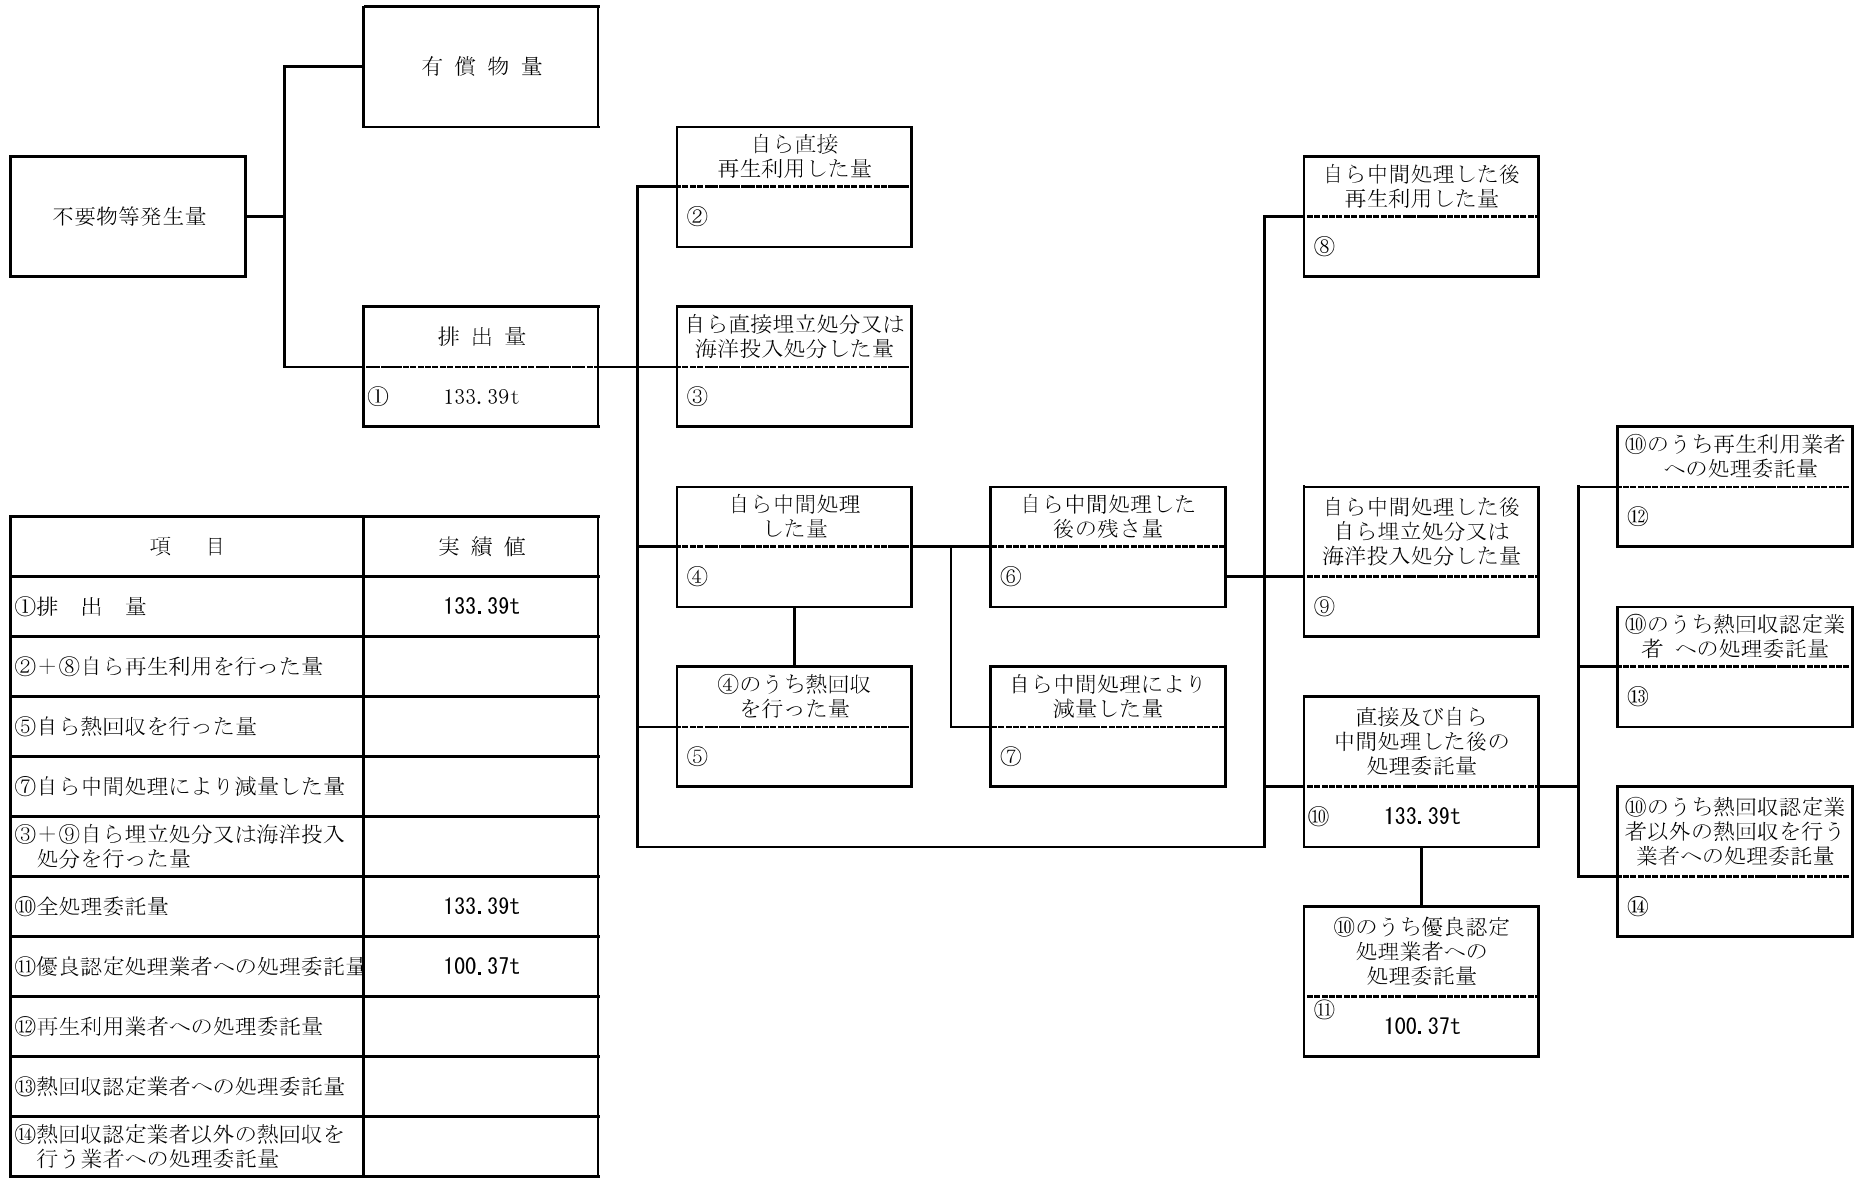 有 償 物 量
不要物等発生量
排 出 量
① 133.39t
自ら直接
再生利用した量
②
自ら直接埋立処分又は
海洋投入処分した量
③
自ら中間処理
した量
④
④のうち熱回収
を行った量
⑤
自ら中間処理した
後の残さ量
⑥
自ら中間処理により
減量した量
⑦
自ら中間処理した後
再生利用した量
⑧
自ら中間処理した後
自ら埋立処分又は
海洋投入処分した量
⑨
直接及び自ら
中間処理した後の
処理委託量
⑩ 133.39t
⑩のうち優良認定
処理業者への
処理委託量
⑪
100.37t
⑩のうち再生利用業者
への処理委託量
⑫
⑩のうち熱回収認定業
者 への処理委託量
⑬
⑩のうち熱回収認定業
者以外の熱回収を行う
業者への処理委託量
⑭
項 目 実 績 値
①排 出 量 133.39t
②＋⑧自ら再生利用を行った量
⑤自ら熱回収を行った量
⑦自ら中間処理により減量した量
③＋⑨自ら埋立処分又は海洋投入
処分を行った量
⑩全処理委託量 133.39t
⑪優良認定処理業者への処理委託量 100.37t
⑫再生利用業者への処理委託量
⑬熱回収認定業者への処理委託量
⑭熱回収認定業者以外の熱回収を
行う業者への処理委託量